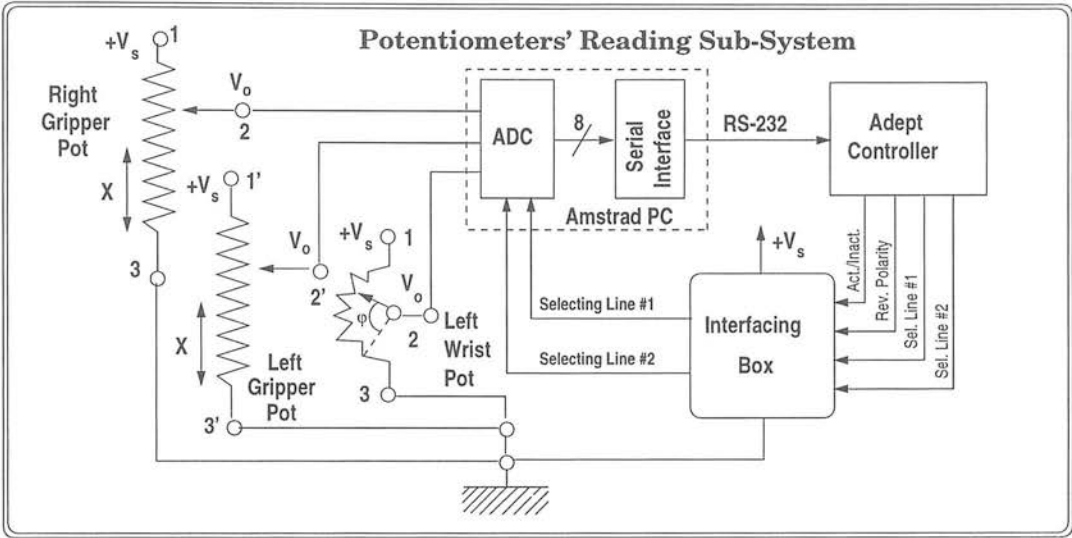 Potentiometers' Reading Sub-System
+Vs
1
Right
Gripper
Pot
Vo
2
X
3
+Vs
1'
Vo
2'
X
Left
Gripper
Pot
3'
+Vs
1
Vo
φ
2
Left
Wrist
Pot
3
ADC
8
Serial
Interface
Amstrad PC
RS-232
Adept
Controller
Act./Inact.
Rev. Polarity
Sel. Line #1
Sel. Line #2
+Vs
Selecting Line #1
Selecting Line #2
Interfacing
Box